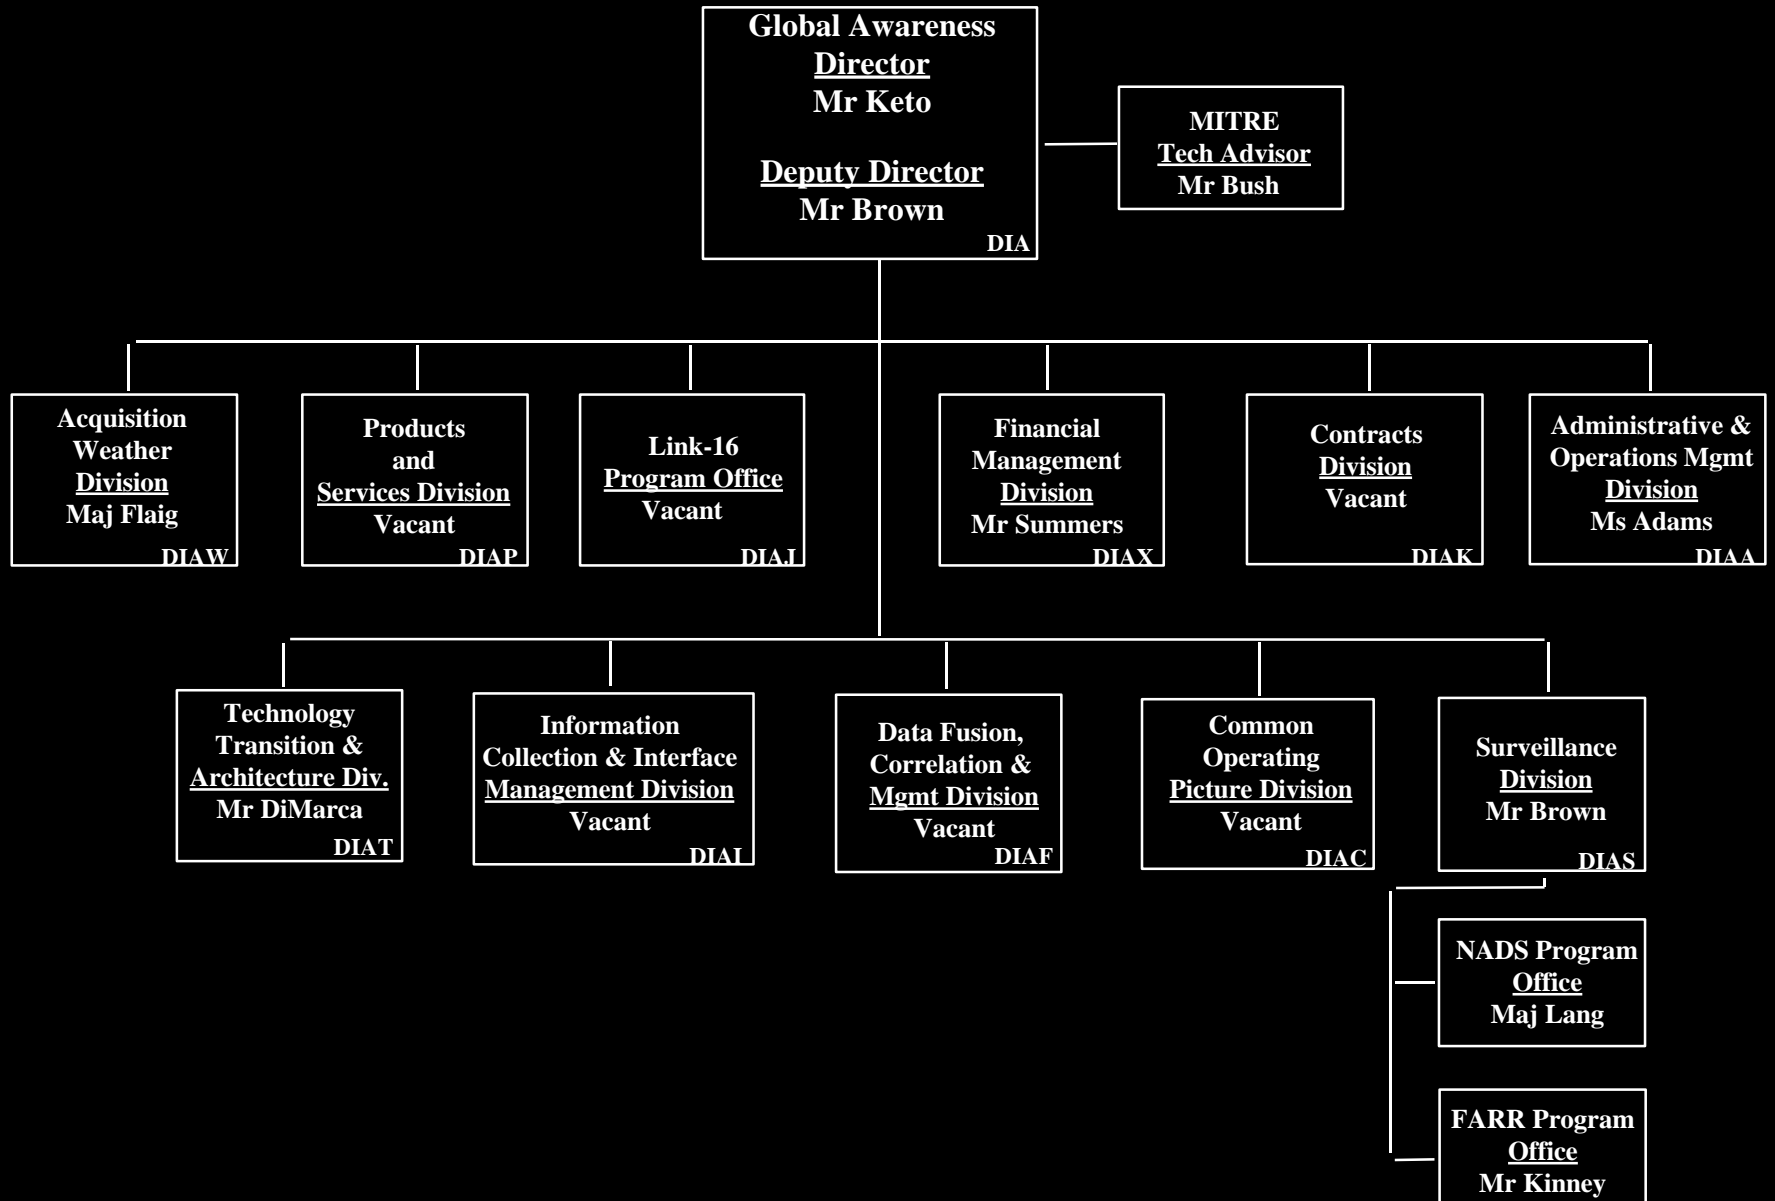 Global Awareness
Director
Mr Keto
Deputy Director
Mr Brown
DIA
MITRE
Tech Advisor
Mr Bush
Acquisition
Weather
Division
Maj Flaig
DIAW
Products
and
Services Division
Vacant
DIAP
Link-16
Program Office
Vacant
DIAJ
Financial
Management
Division
Mr Summers
DIAX
Contracts
Division
Vacant
DIAK
Administrative &
Operations Mgmt
Division
Ms Adams
DIAA
Technology
Transition &
Architecture Div.
Mr DiMarca
DIAT
Information
Collection & Interface
Management Division
Vacant
DIAI
Data Fusion,
Correlation &
Mgmt Division
Vacant
DIAF
Common
Operating
Picture Division
Vacant
DIAC
Surveillance
Division
Mr Brown
DIAS
NADS Program
Office
Maj Lang
FARR Program
Office
Mr Kinney